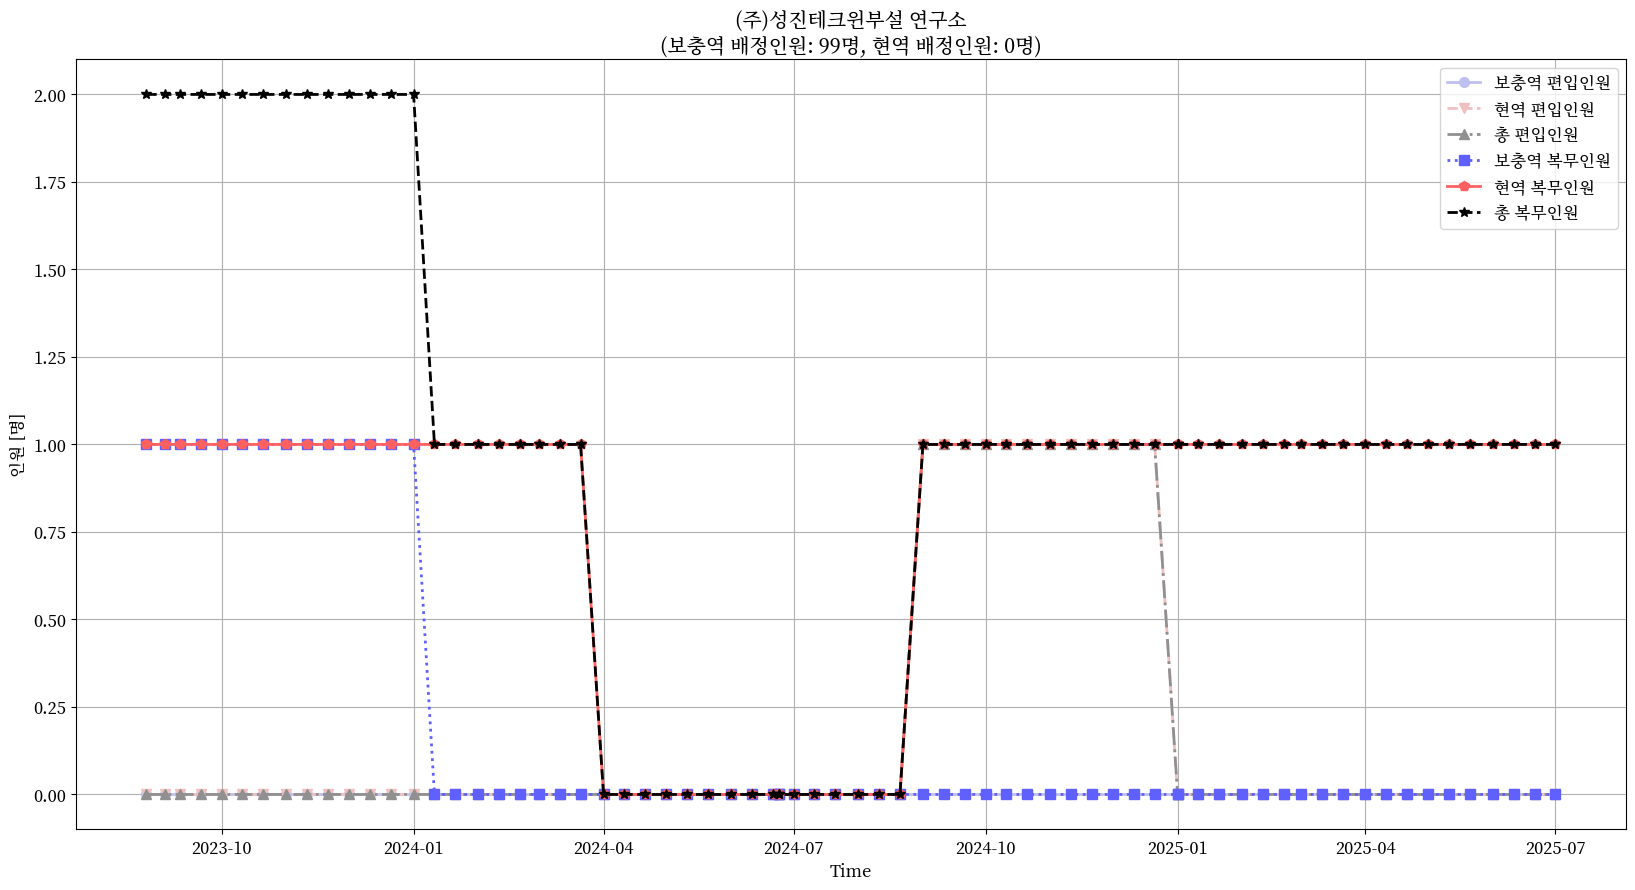 (주)성진테크윈부설 연구소
(보충역 배정인원: 99명, 현역 배정인원: 0명)
보충역 편입인원
현역 편입인원
총 편입인원
보충역 복무인원
현역 복무인원
총 복무인원
2.00
1.75
1.50
1.25
1.00
0.75
0.50
0.25
0.00
인원 [명]
2023-10
2024-01
2024-04
2024-07
2024-10
2025-01
2025-04
2025-07
Time